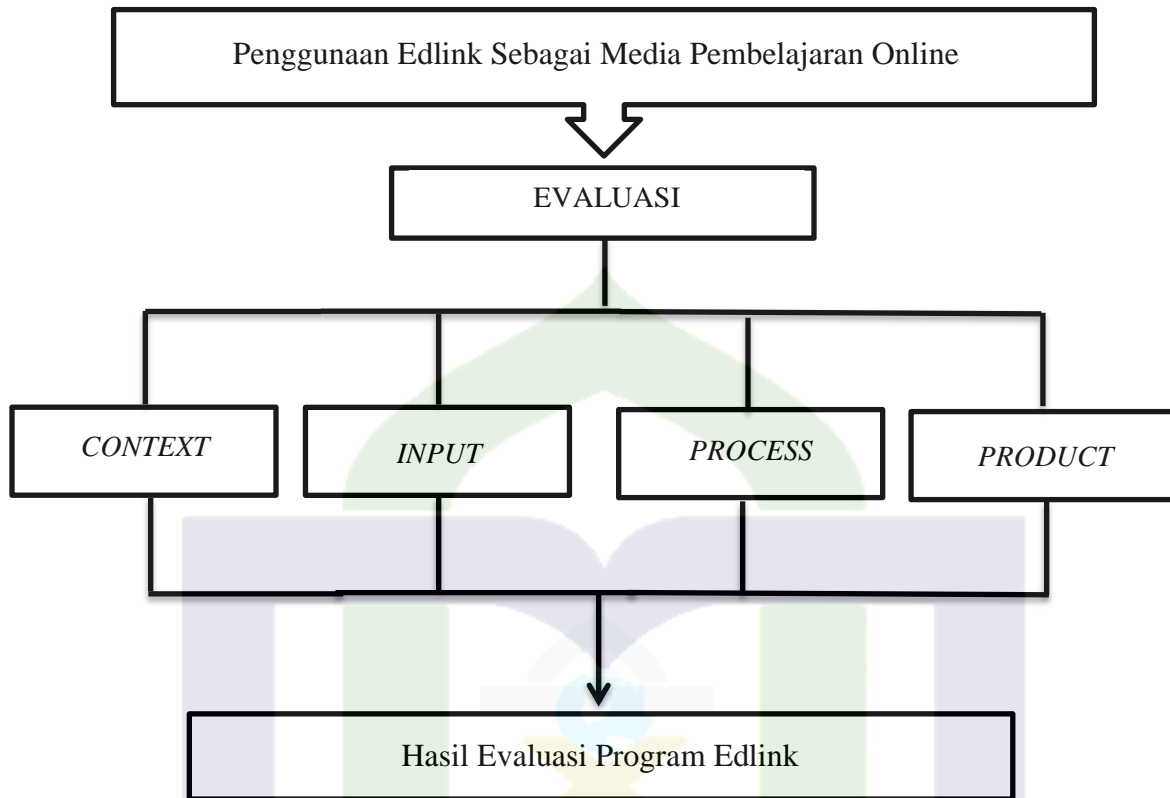 Penggunaan Edlink Sebagai Media Pembelajaran Online
EVALUASI
CONTEXT
INPUT
PROCESS
PRODUCT
Hasil Evaluasi Program Edlink